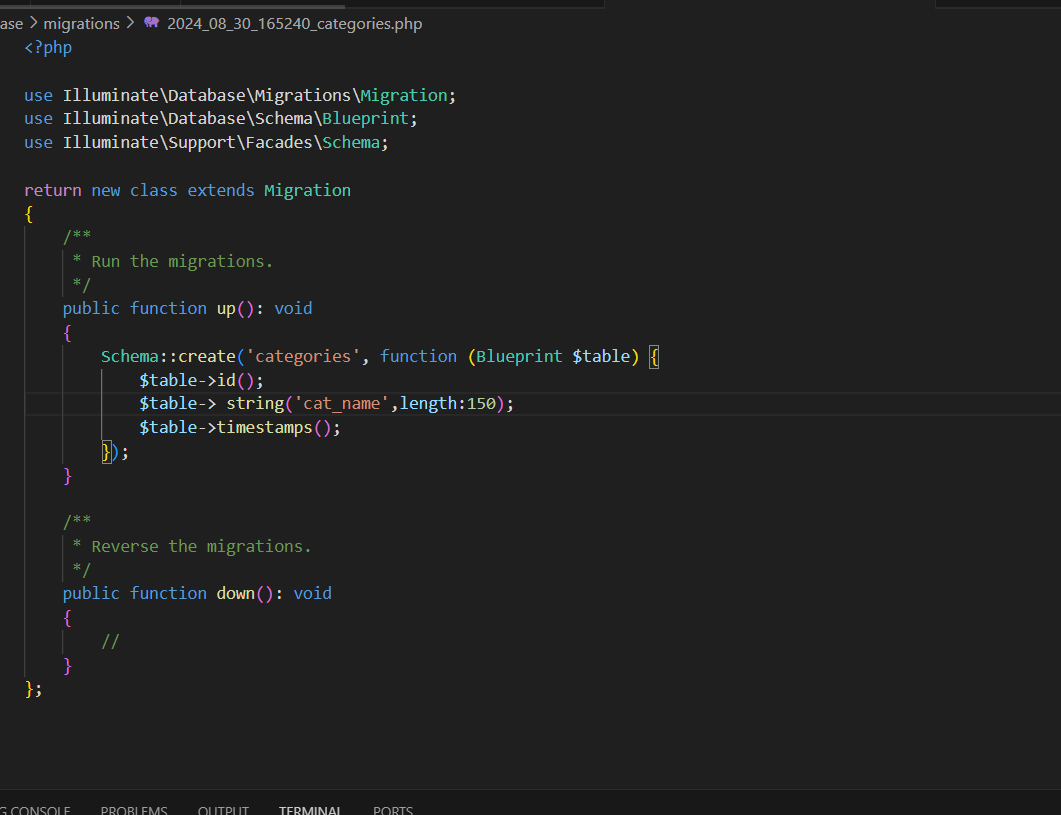 ase > migrations > 2024_08_30_165240_categories.php
<?php

use Illuminate\Database\Migrations\Migration;
use Illuminate\Database\Schema\Blueprint;
use Illuminate\Support\Facades\Schema;

return new class extends Migration
{
    /**
     * Run the migrations.
     */
    public function up(): void
    {
        Schema::create('categories', function (Blueprint $table) {
            $table->id();
            $table-> string('cat_name',length:150);
            $table->timestamps();
        });
    }

    /**
     * Reverse the migrations.
     */
    public function down(): void
    {
        //
    }
};
G CONSOLE PROBLEMS OUTPUT TERMINAL PORTS